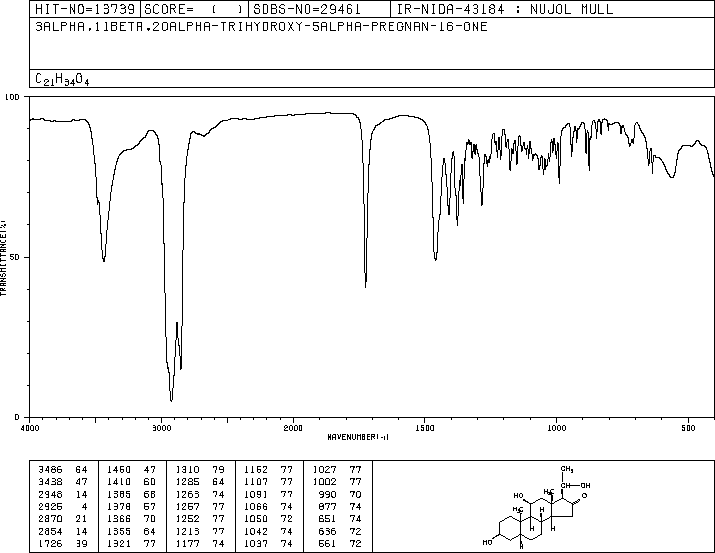 HIT-NO=13739 SCORE= ( ) SDBS-NO=29461 IR-NIDA-43184 : NUJOL MULL
3ALPHA,11BETA,20ALPHA-TRIHYDROXY-5ALPHA-PREGNAN-16-ONE
C21H34O4
100
50
0
TRANSMITTANCE(%)
4000 3000 2000 1500 1000 500
WAVENUMBER(-1)
3486 64 1460 47 1310 79 1152 77 1027 77
3438 47 1410 60 1285 64 1107 77 1002 77
2948 14 1385 68 1263 74 1091 77 990 70
2925 4 1378 57 1257 77 1066 74 877 74
2870 21 1366 70 1252 77 1050 72 651 74
2854 14 1355 64 1213 77 1042 74 636 72
1726 39 1321 77 1177 74 1037 74 561 72
CH3
CH OH
HO H3C O
CH3 H
H H
HO H